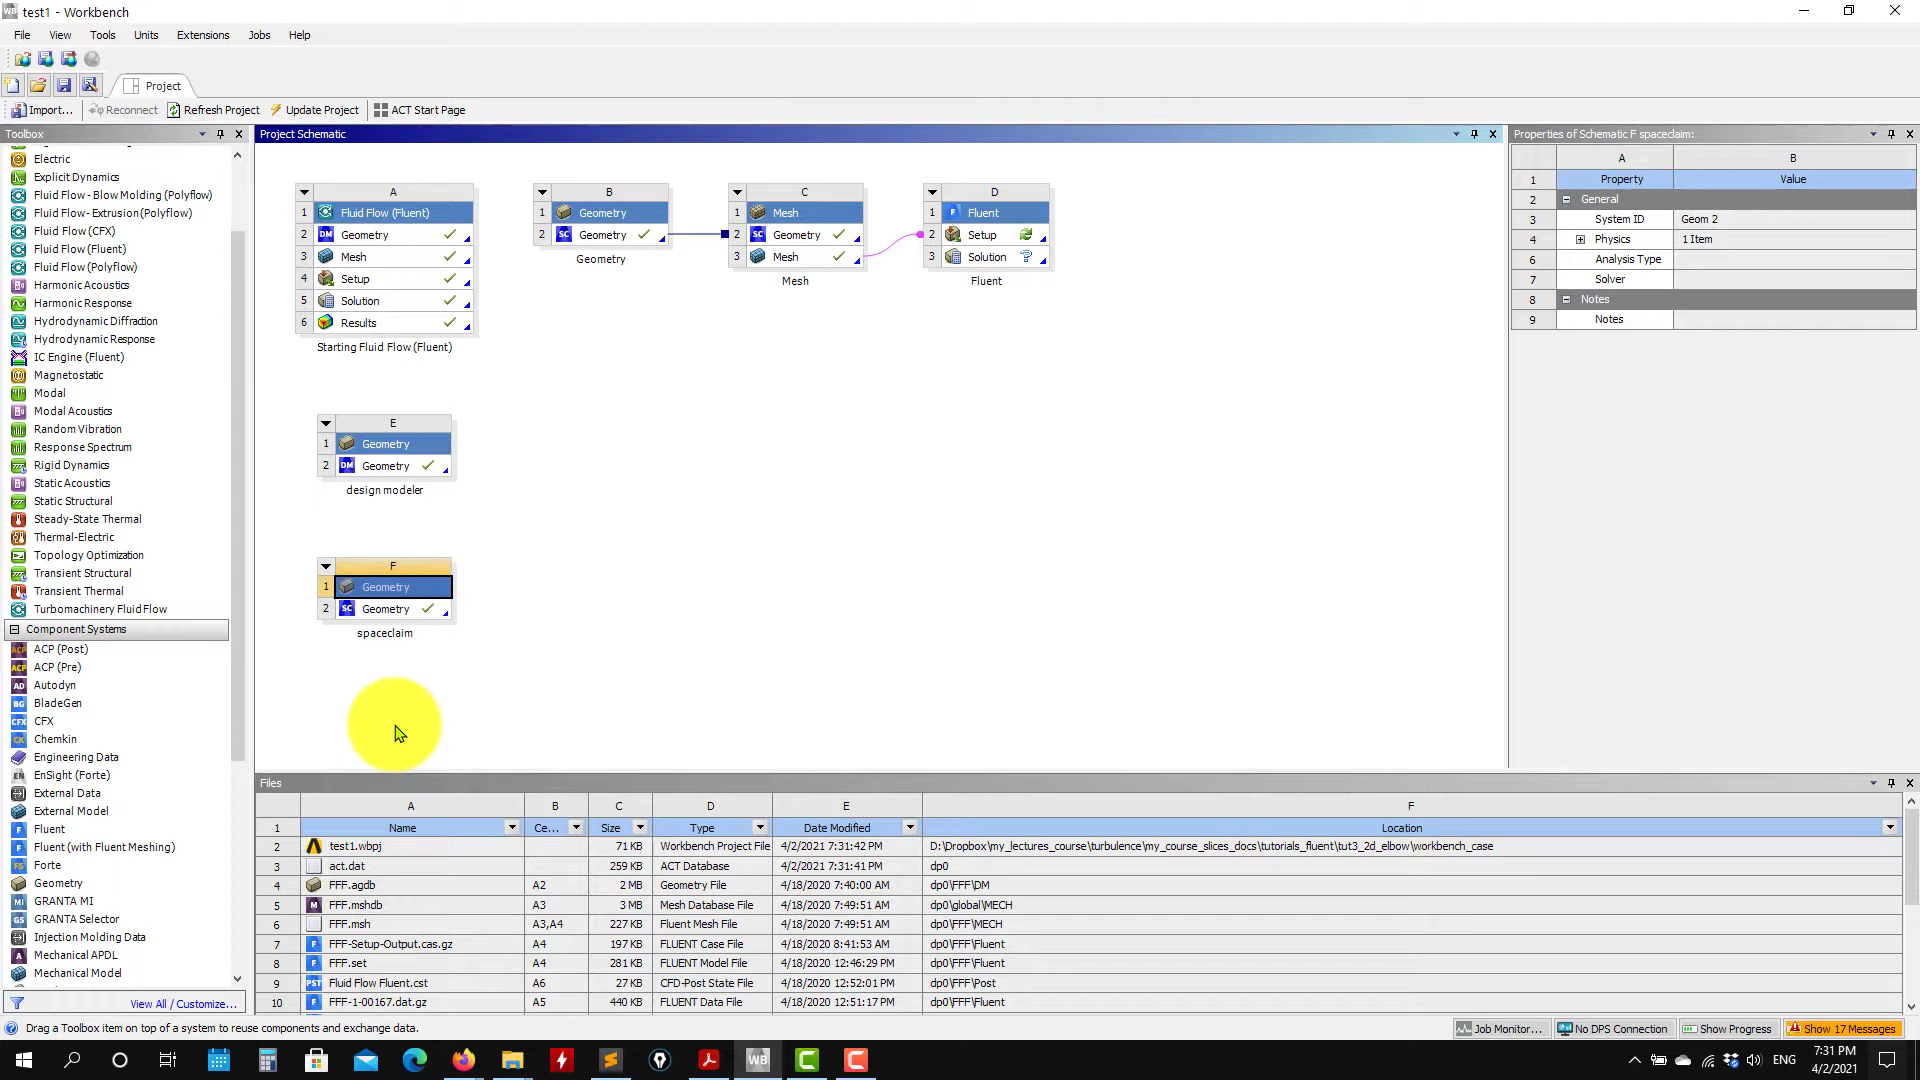 test1 - Workbench
File View Tools Units Extensions Jobs Help
Project
Import... Reconnect Refresh Project Update Project ACT Start Page
Toolbox
Electric
Explicit Dynamics
Fluid Flow - Blow Molding (Polyflow)
Fluid Flow - Extrusion (Polyflow)
Fluid Flow (CFX)
Fluid Flow (Fluent)
Fluid Flow (Polyflow)
Harmonic Acoustics
Harmonic Response
Hydrodynamic Diffraction
Hydrodynamic Response
IC Engine (Fluent)
Magnetostatic
Modal
Modal Acoustics
Random Vibration
Response Spectrum
Rigid Dynamics
Static Acoustics
Static Structural
Steady-State Thermal
Thermal-Electric
Topology Optimization
Transient Structural
Transient Thermal
Turbomachinery Fluid Flow
Component Systems
ACP (Post)
ACP (Pre)
Autodyn
BladeGen
CFX
Chemkin
Engineering Data
EnSight (Forte)
External Data
External Model
Fluent
Fluent (with Fluent Meshing)
Forte
Geometry
GRANTA MI
GRANTA Selector
Injection Molding Data
Mechanical APDL
Mechanical Model
View All / Customize...
Project Schematic
A
1 Fluid Flow (Fluent)
2 DM Geometry
3 Mesh
4 Setup
5 Solution
6 Results
Starting Fluid Flow (Fluent)
B
1 Geometry
2 SC Geometry
Geometry
C
1 Mesh
2 SC Geometry
3 Mesh
Mesh
D
1 Fluent
2 Setup
3 Solution ?
Fluent
E
1 Geometry
2 DM Geometry
design modeler
F
1 Geometry
2 SC Geometry
spaceclaim
Properties of Schematic F spaceclaim:
A B
1 Property Value
2 General
3 System ID Geom 2
4 Physics 1 Item
6 Analysis Type
7 Solver
8 Notes
9 Notes
Files
A B C D E F
1 Name Ce... Size Type Date Modified Location
2 test1.wbpj 71 KB Workbench Project File 4/2/2021 7:31:42 PM D:\Dropbox\my_lectures_course\turbulence\my_course_slices_docs\tutorials_fluent\tut3_2d_elbow\workbench_case
3 act.dat 259 KB ACT Database 4/2/2021 7:31:41 PM dp0
4 FFF.agdb A2 2 MB Geometry File 4/18/2020 7:40:00 AM dp0\FFF\DM
5 FFF.mshdb A3 3 MB Mesh Database File 4/18/2020 7:49:51 AM dp0\global\MECH
6 FFF.msh A3,A4 227 KB Fluent Mesh File 4/18/2020 7:49:51 AM dp0\FFF\MECH
7 FFF-Setup-Output.cas.gz A4 197 KB FLUENT Case File 4/18/2020 8:41:53 AM dp0\FFF\Fluent
8 FFF.set A4 281 KB FLUENT Model File 4/18/2020 12:46:29 PM dp0\FFF\Fluent
9 Fluid Flow Fluent.cst A6 27 KB CFD-Post State File 4/18/2020 12:52:01 PM dp0\FFF\Post
10 FFF-1-00167.dat.gz A5 440 KB FLUENT Data File 4/18/2020 12:51:17 PM dp0\FFF\Fluent
Drag a Toolbox item on top of a system to reuse components and exchange data.
Job Monitor... No DPS Connection Show Progress Show 17 Messages
ENG 7:31 PM
4/2/2021